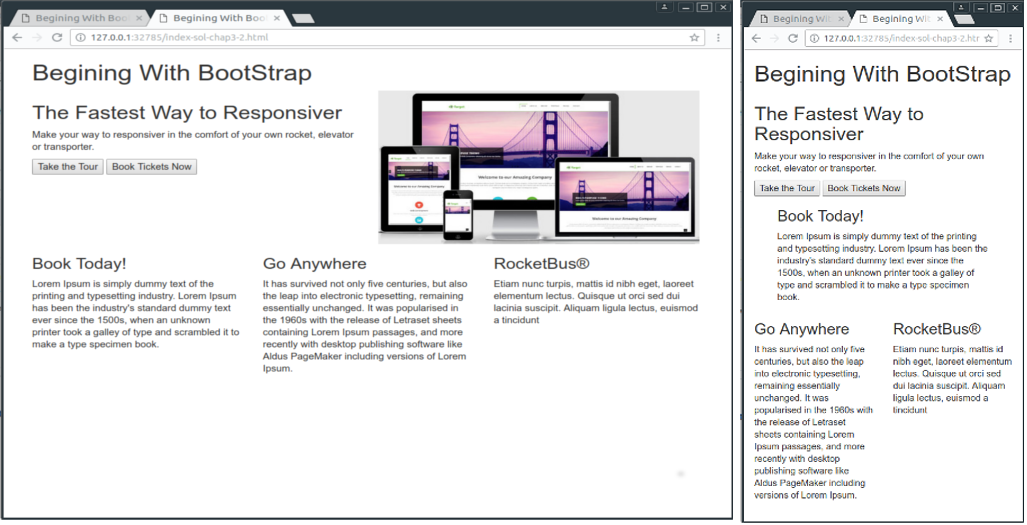 Begining With BootS
Begining With Boo
127.0.0.1:32785/index-sol-chap3-2.html
Begining With BootStrap
The Fastest Way to Responsiver
Make your way to responsiver in the comfort of your own rocket, elevator
or transporter.
Take the Tour
Book Tickets Now
Welcome to our Amazing Company
Book Today!
Lorem Ipsum is simply dummy text of the
printing and typesetting industry. Lorem Ipsum
has been the industry's standard dummy text
ever since the 1500s, when an unknown
printer took a galley of type and scrambled it to
make a type specimen book.
Go Anywhere
It has survived not only five centuries, but also
the leap into electronic typesetting, remaining
essentially unchanged. It was popularised in
the 1960s with the release of Letraset sheets
containing Lorem Ipsum passages, and more
recently with desktop publishing software like
Aldus PageMaker including versions of Lorem
Ipsum.
RocketBus®
Etiam nunc turpis, mattis id nibh eget, laoreet
elementum lectus. Quisque ut orci sed dui
lacinia suscipit. Aliquam ligula lectus, euismod
a tincidunt
Begining Wit
Begining With
127.0.0.1:32785/index-sol-chap3-2.htr
Begining With BootStrap
The Fastest Way to
Responsiver
Make your way to responsiver in the comfort of your own
rocket, elevator or transporter.
Take the Tour
Book Tickets Now
Book Today!
Lorem Ipsum is simply dummy text of the printing
and typesetting industry. Lorem Ipsum has been the
industry's standard dummy text ever since the
1500s, when an unknown printer took a galley of
type and scrambled it to make a type specimen
book.
Go Anywhere
It has survived not only five
centuries, but also the leap
into electronic typesetting,
remaining essentially
unchanged. It was
popularised in the 1960s with
the release of Letraset
sheets containing Lorem
Ipsum passages, and more
recently with desktop
publishing software like
Aldus PageMaker including
versions of Lorem Ipsum.
RocketBus®
Etiam nunc turpis, mattis id
nibh eget, laoreet elementum
lectus. Quisque ut orci sed
dui lacinia suscipit. Aliquam
ligula lectus, euismod a
tincidunt